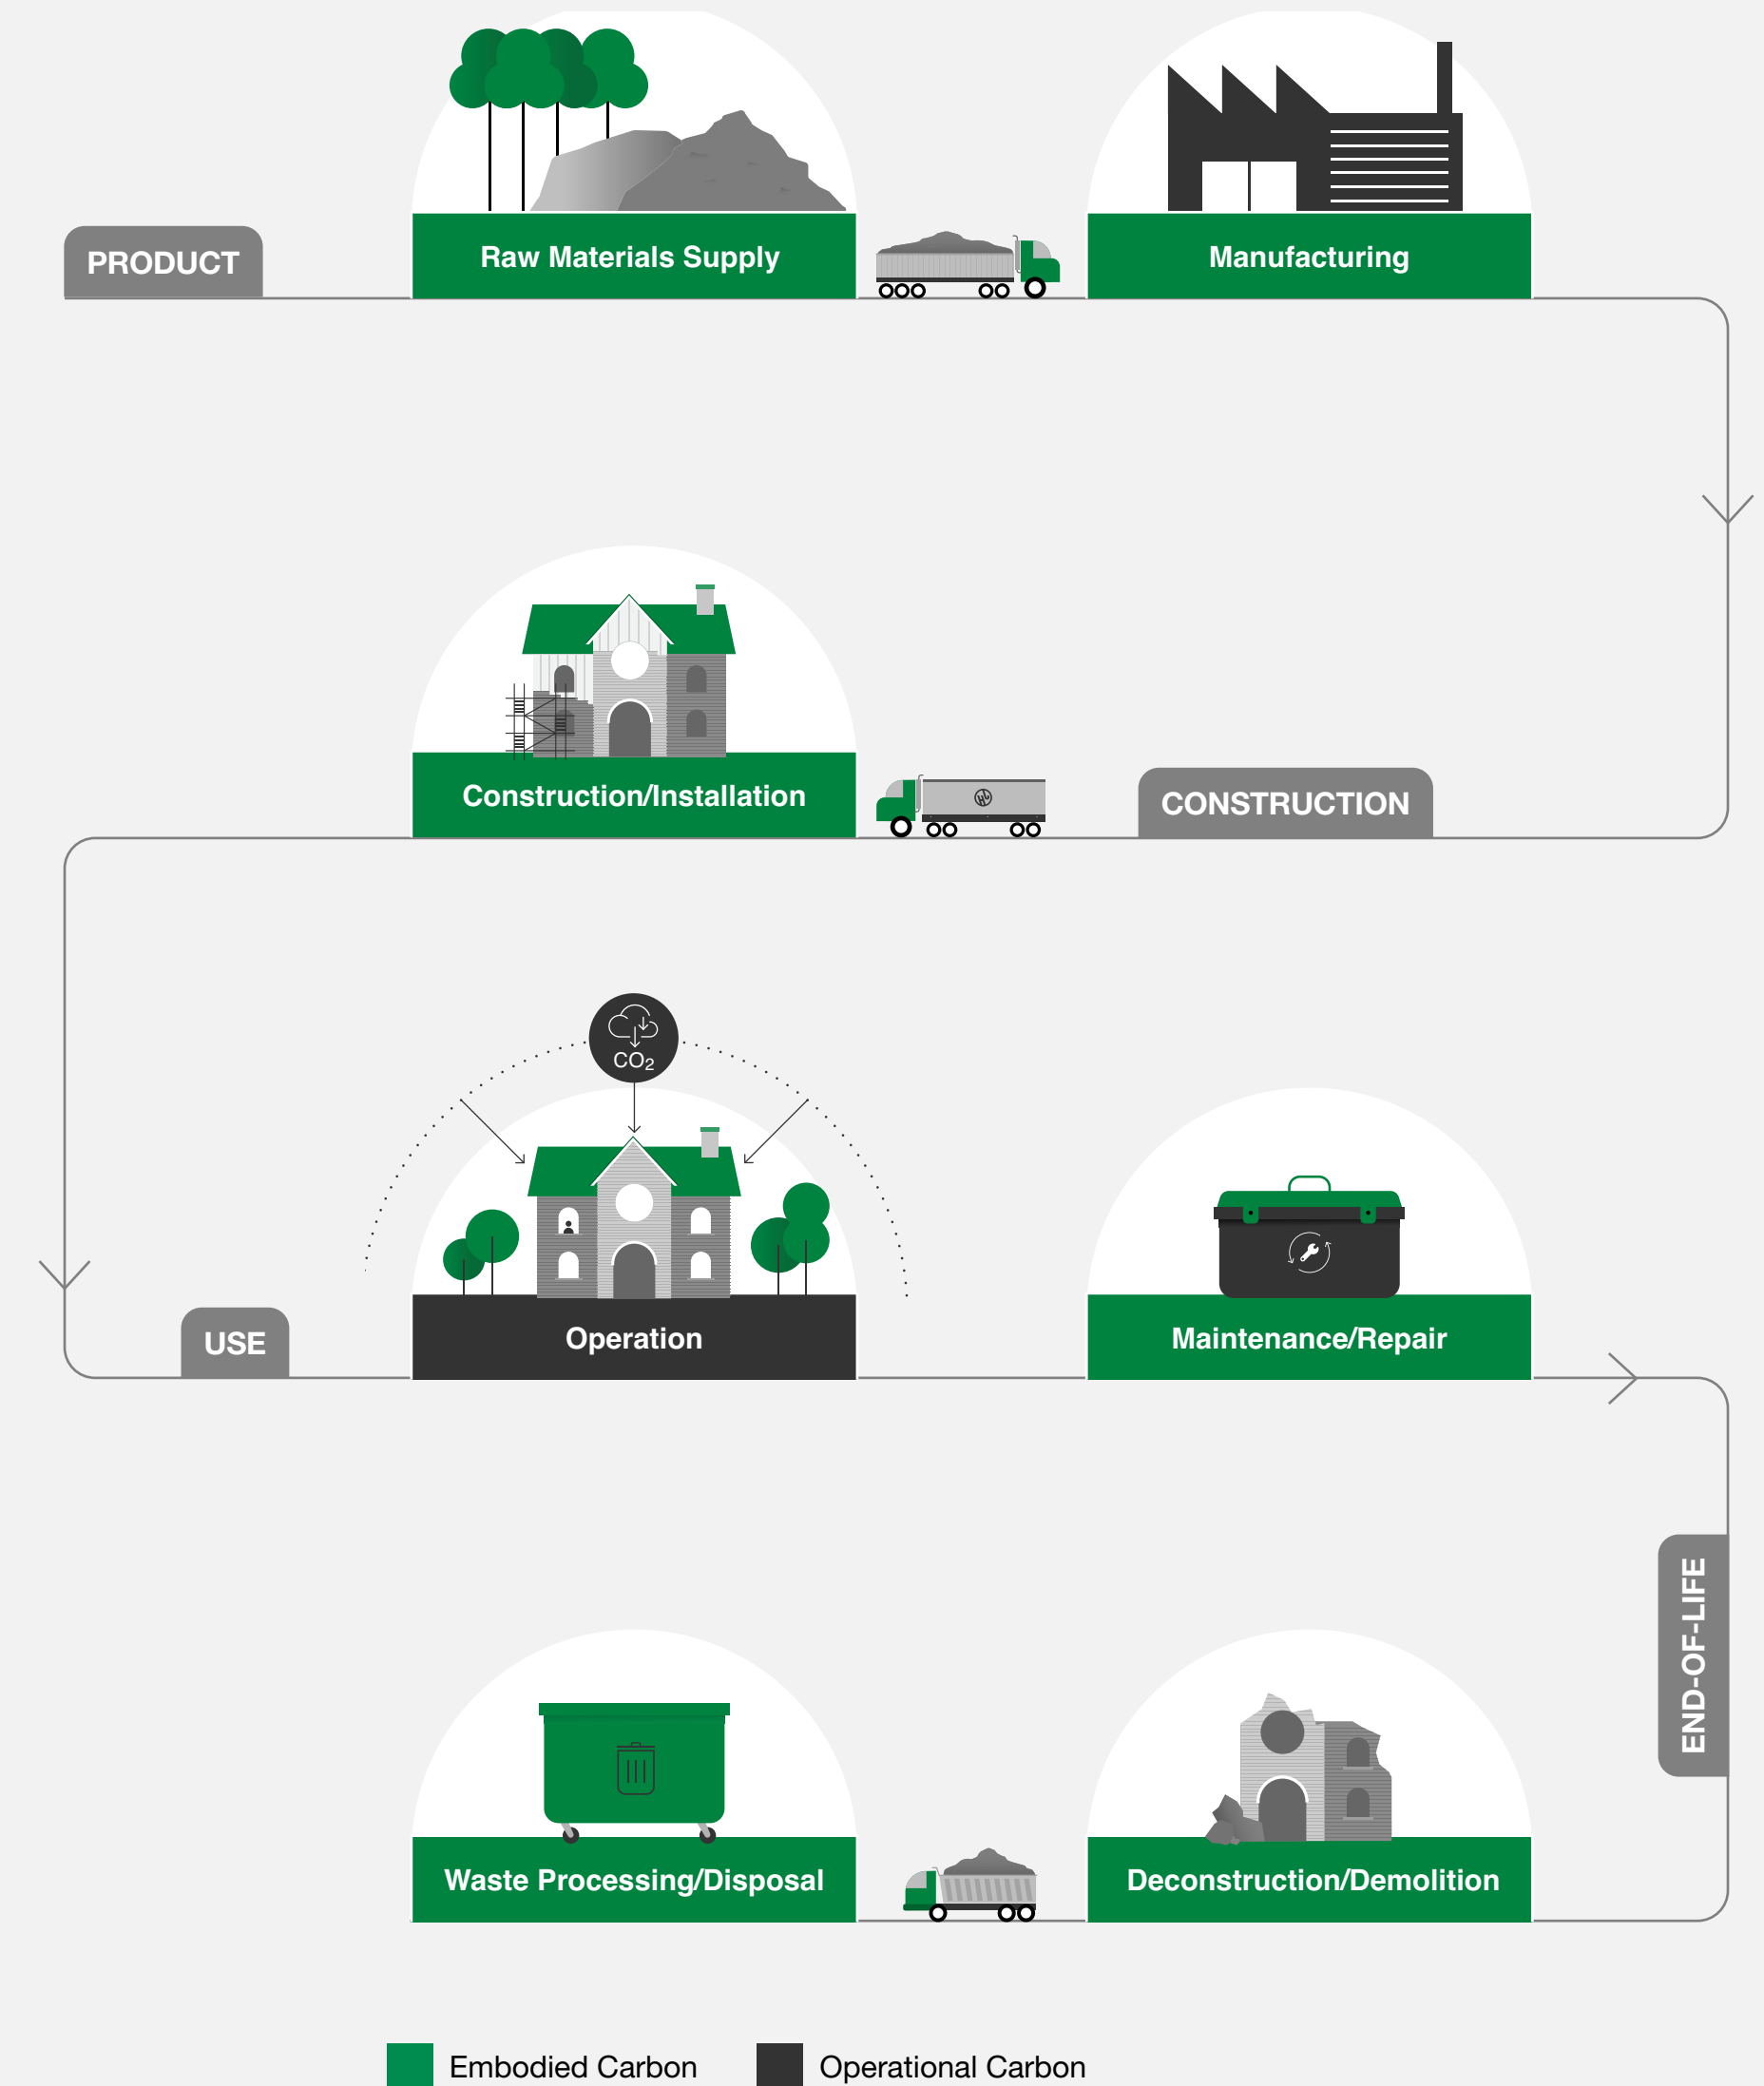 PRODUCT
Raw Materials Supply
Manufacturing
Construction/Installation
CONSTRUCTION
CO₂
USE
Operation
Maintenance/Repair
END-OF-LIFE
Waste Processing/Disposal
Deconstruction/Demolition
Embodied Carbon
Operational Carbon